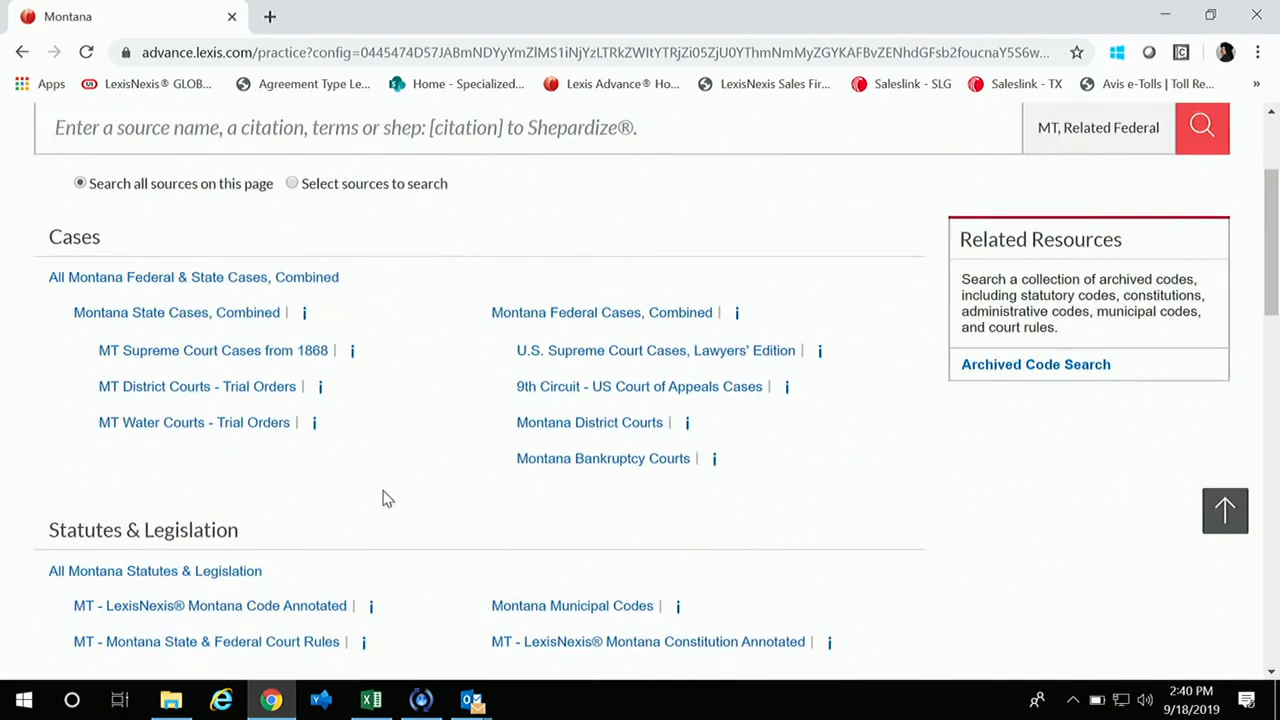 Montana
advance.lexis.com/practice?config=0445474D57JABmNDYyYmZlMS1iNjYzLTRkZWItYTRjZi05ZjU0YThmNmMyZGYKAFBvZENhdGFsb2foucnaY5S6w...
Apps
LexisNexis® GLOB...
Agreement Type Le...
Home - Specialized...
Lexis Advance® Ho...
LexisNexis Sales Fir...
Saleslink - SLG
Saleslink - TX
Avis e-Tolls | Toll Re...
»
Enter a source name, a citation, terms or shep: [citation] to Shepardize®.
MT, Related Federal
Search all sources on this page
Select sources to search
Cases
All Montana Federal & State Cases, Combined
Montana State Cases, Combined | i
Montana Federal Cases, Combined | i
MT Supreme Court Cases from 1868 | i
U.S. Supreme Court Cases, Lawyers' Edition | i
MT District Courts - Trial Orders | i
9th Circuit - US Court of Appeals Cases | i
MT Water Courts - Trial Orders | i
Montana District Courts | i
Montana Bankruptcy Courts | i
Related Resources
Search a collection of archived codes,
including statutory codes, constitutions,
administrative codes, municipal codes,
and court rules.
Archived Code Search
Statutes & Legislation
All Montana Statutes & Legislation
MT - LexisNexis® Montana Code Annotated | i
Montana Municipal Codes | i
MT - Montana State & Federal Court Rules | i
MT - LexisNexis® Montana Constitution Annotated | i
2:40 PM
9/18/2019